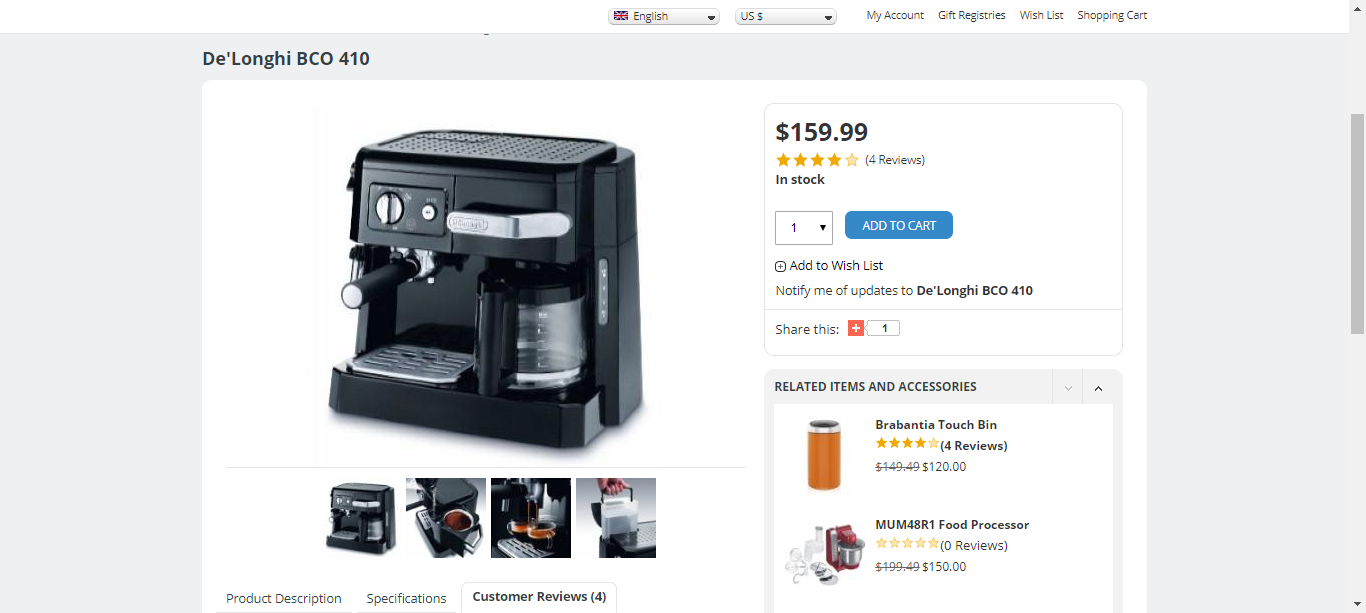 English
US $
My Account
Gift Registries
Wish List
Shopping Cart
De'Longhi BCO 410
$159.99
(4 Reviews)
In stock
1
ADD TO CART
Add to Wish List
Notify me of updates to De'Longhi BCO 410
Share this:
1
RELATED ITEMS AND ACCESSORIES
Brabantia Touch Bin
(4 Reviews)
$149.49 $120.00
MUM48R1 Food Processor
(0 Reviews)
$199.49 $150.00
Product Description
Specifications
Customer Reviews (4)